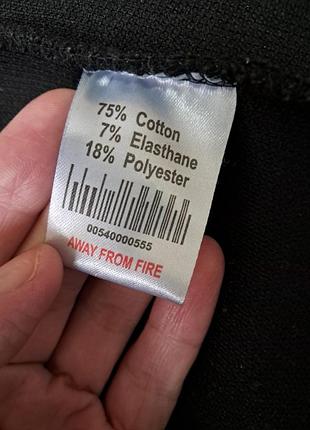 75% Cotton
7% Elasthane
18% Polyester
00540000555
AWAY FROM FIRE